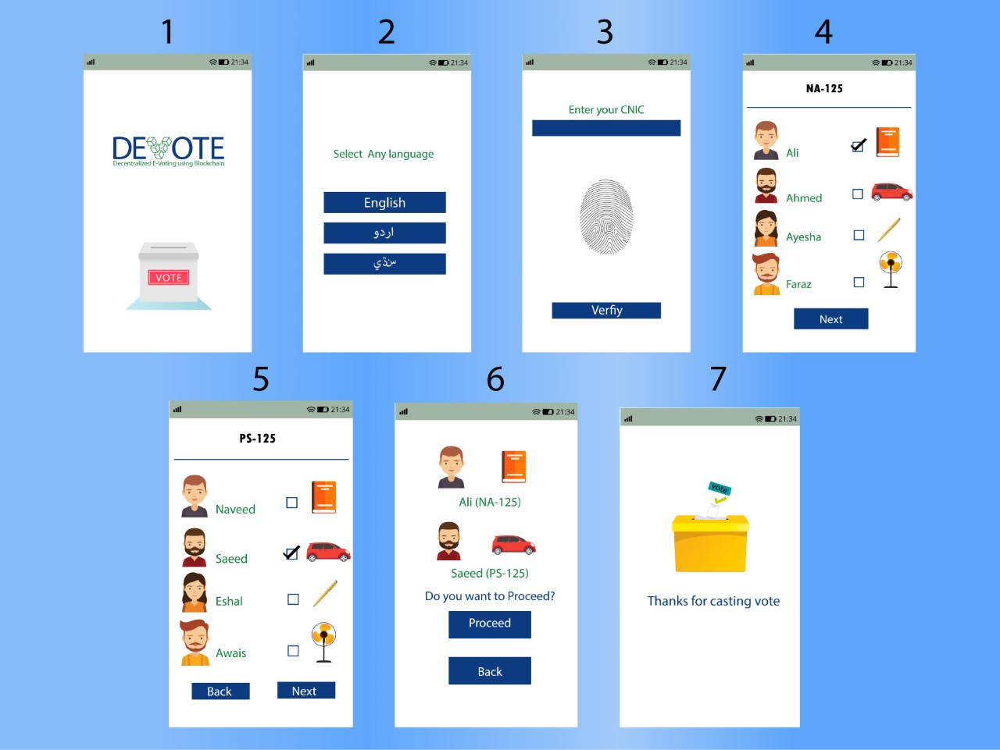 1
2
3
4
21:34
21:34
21:34
21:34
DEVOTE
Decentralized E-Voting using Blockchain
VOTE
Select Any language
English
اردو
سنڌي
Enter your CNIC
Verfiy
NA-125
Ali
Ahmed
Ayesha
Faraz
Next
5
6
7
21:34
21:34
21:34
PS-125
Naveed
Saeed
Eshal
Awais
Back
Next
Ali (NA-125)
Saeed (PS-125)
Do you want to Proceed?
Proceed
Back
vote
Thanks for casting vote